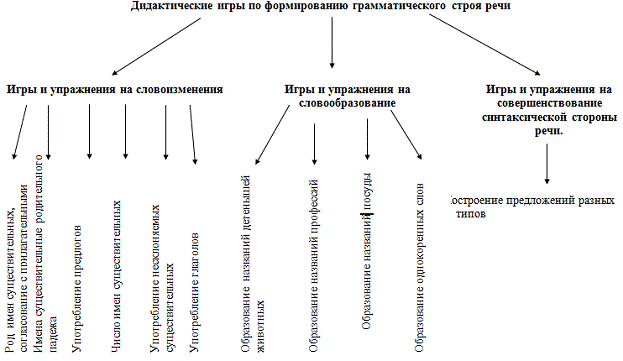 Дидактические игры по формированию грамматического строя речи
Игры и упражнения на словоизменения
Игры и упражнения на
словообразование
Игры и упражнения на
совершенствование
синтаксической стороны
речи.
Род имен существительных,
согласование с прилагательными
Имена существительные родительного
падежа
Употребление предлогов
Число имен существительных
Употребление несклоняемых
существительных
Употребление глаголов
Образование названий детенышей
животных
Образование названий профессий
Образование названий посуды
Образование однокоренных слов
остроение предложений разных
типов